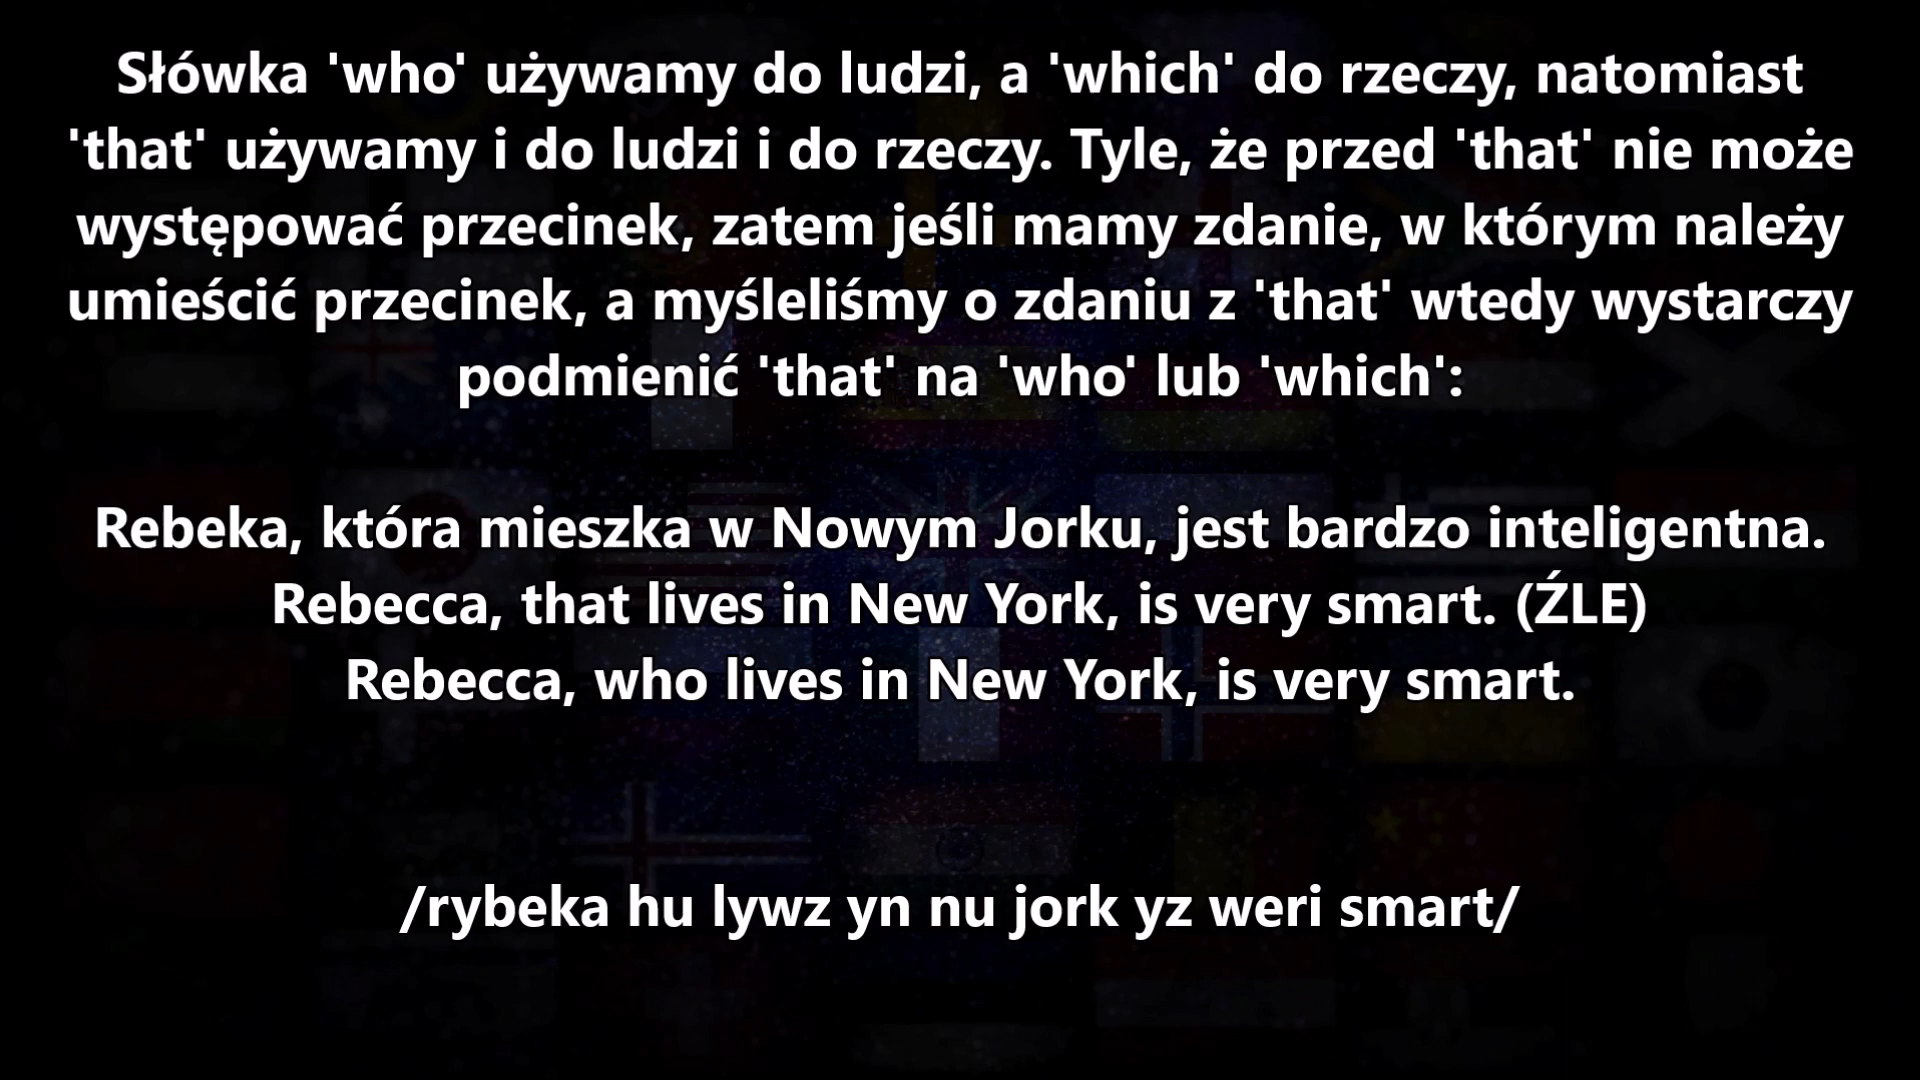 Słówka 'who' używamy do ludzi, a 'which' do rzeczy, natomiast
'that' używamy i do ludzi i do rzeczy. Tyle, że przed 'that' nie może
występować przecinek, zatem jeśli mamy zdanie, w którym należy
umieścić przecinek, a myśleliśmy o zdaniu z 'that' wtedy wystarczy
podmienić 'that' na 'who' lub 'which':
Rebeka, która mieszka w Nowym Jorku, jest bardzo inteligentna.
Rebecca, that lives in New York, is very smart. (ŹLE)
Rebecca, who lives in New York, is very smart.
/rybeka hu lywz yn nu jork yz weri smart/